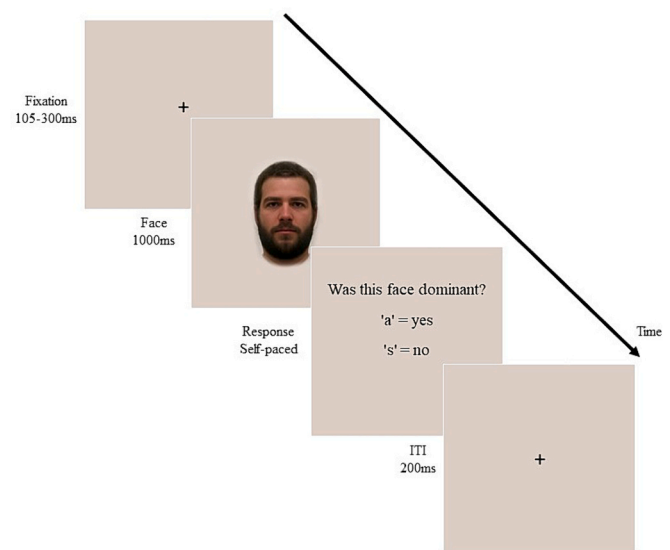 Fixation
105-300ms
+
Face
1000ms
Was this face dominant?
'a' = yes
's' = no
Response
Self-paced
Time
ITI
200ms
+